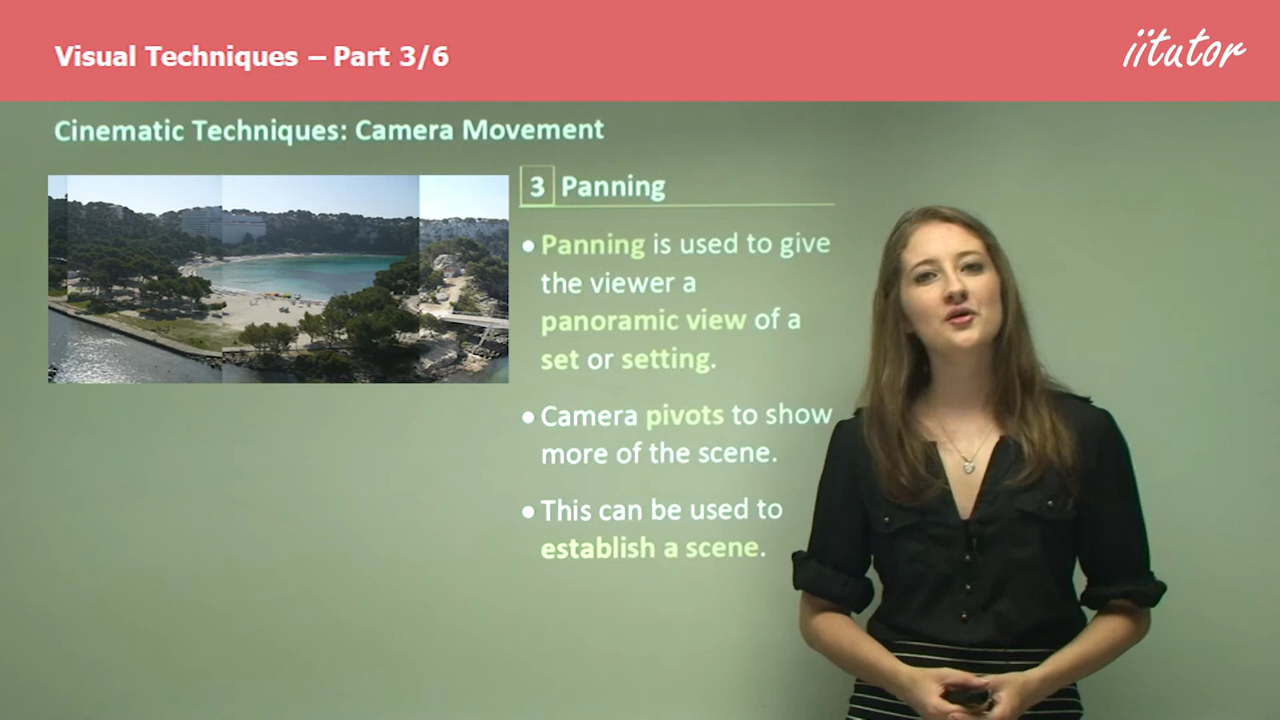 Visual Techniques – Part 3/6
iitutor
Cinematic Techniques: Camera Movement
3 Panning
• Panning is used to give
the viewer a
panoramic view of a
set or setting.
• Camera pivots to show
more of the scene.
• This can be used to
establish a scene.